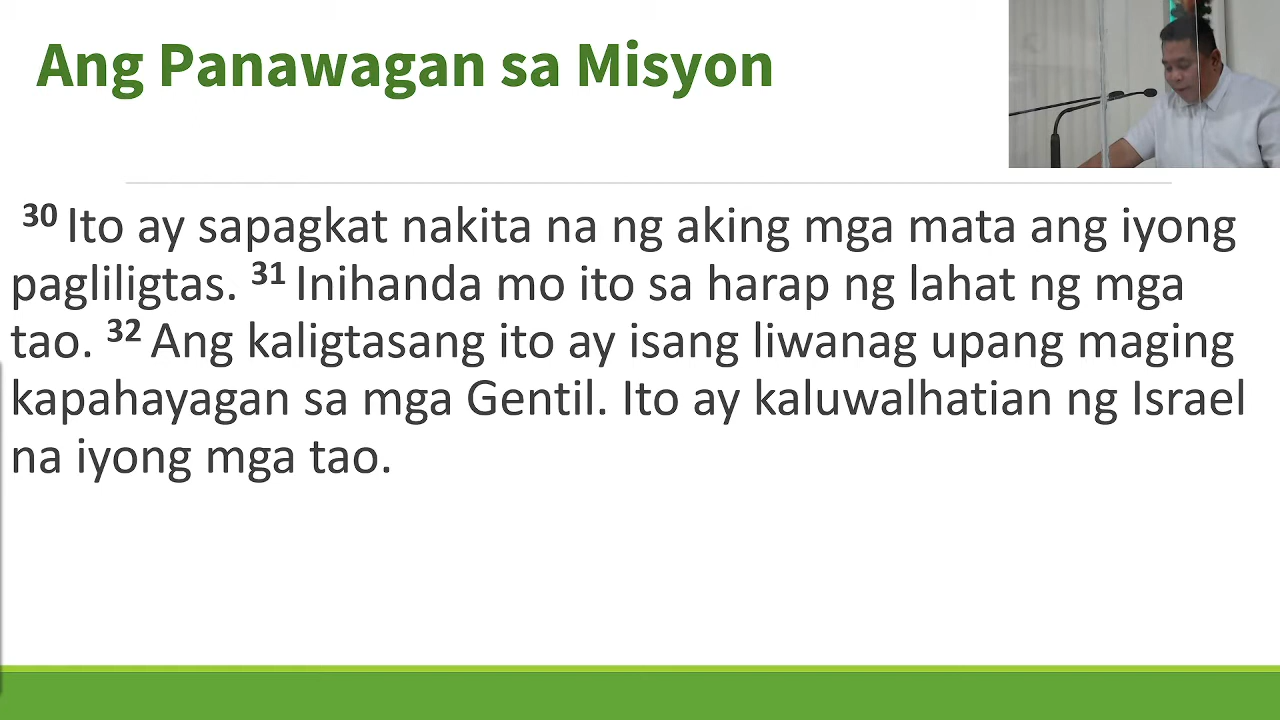 Ang Panawagan sa Misyon
30 Ito ay sapagkat nakita na ng aking mga mata ang iyong
pagliligtas. 31 Inihanda mo ito sa harap ng lahat ng mga
tao. 32 Ang kaligtasang ito ay isang liwanag upang maging
kapahayagan sa mga Gentil. Ito ay kaluwalhatian ng Israel
na iyong mga tao.